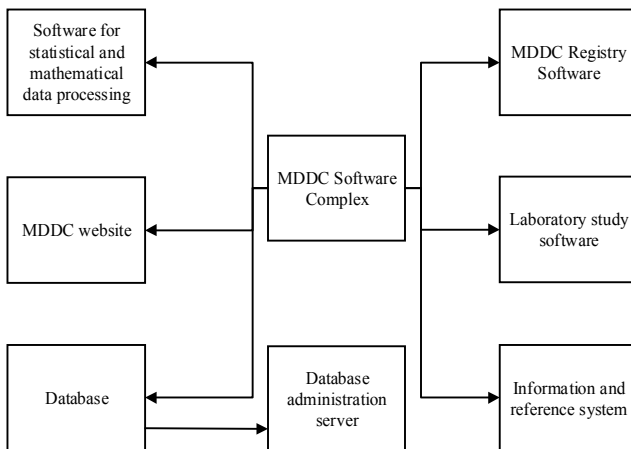 Software for
statistical and
mathematical
data processing
MDDC Registry
Software
MDDC Software
Complex
MDDC website
Laboratory study
software
Database
Database
administration
server
Information and
reference system